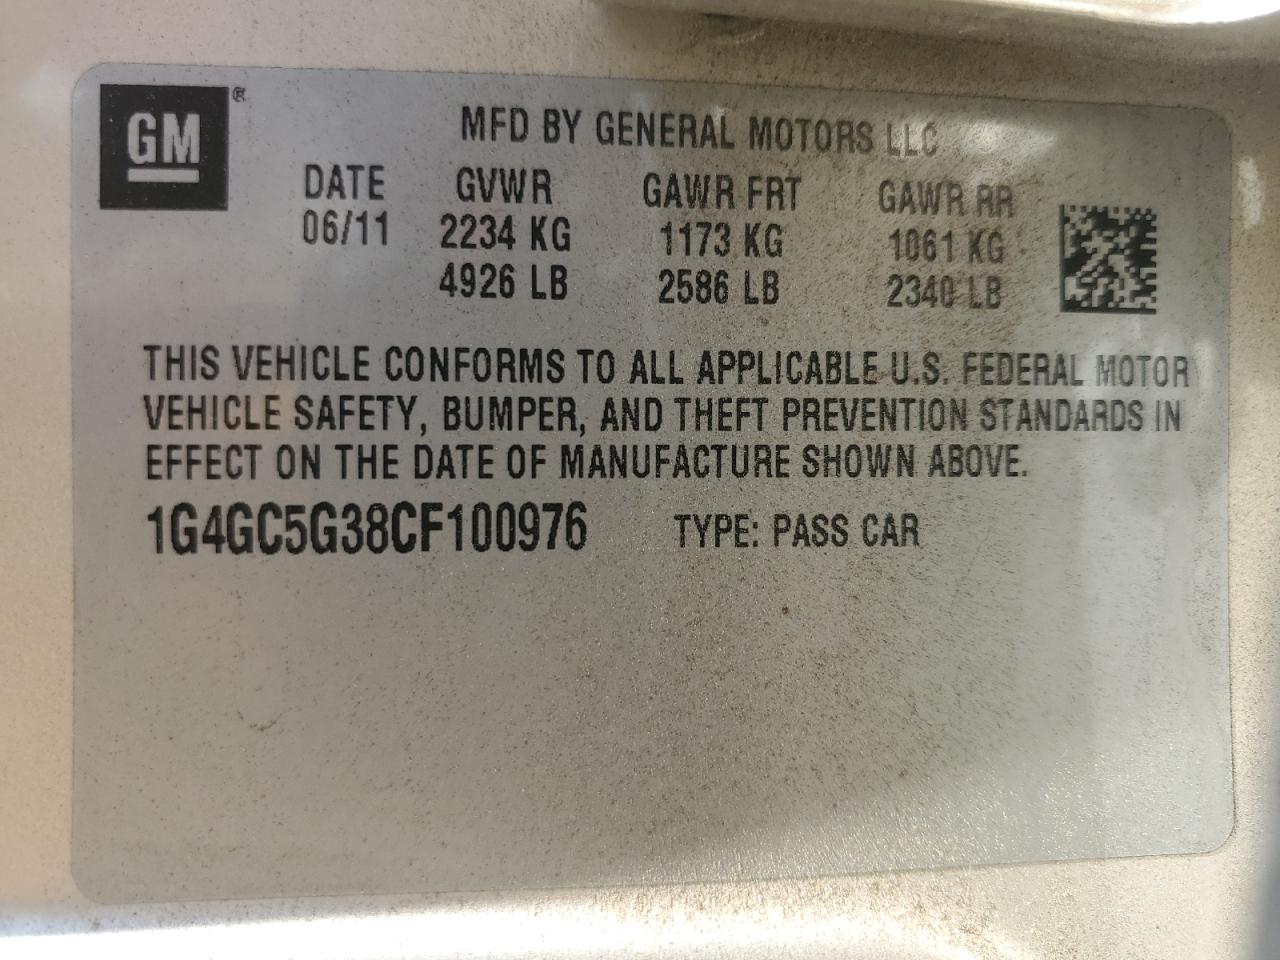 GM ®
MFD BY GENERAL MOTORS LLC
DATE GVWR GAWR FRT GAWR RR
06/11 2234 KG 1173 KG 1061 KG
4926 LB 2586 LB 2340 LB
THIS VEHICLE CONFORMS TO ALL APPLICABLE U.S. FEDERAL MOTOR
VEHICLE SAFETY, BUMPER, AND THEFT PREVENTION STANDARDS IN
EFFECT ON THE DATE OF MANUFACTURE SHOWN ABOVE.
1G4GC5G38CF100976 TYPE: PASS CAR